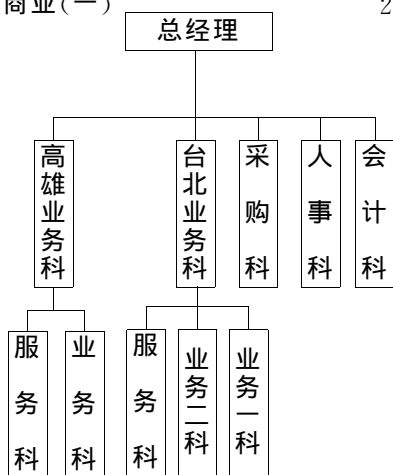 商业(一)
2
总经理
高雄业务科
台北业务科
采购科
人事科
会计科
服务科
业务科
服务科
业务二科
业务一科